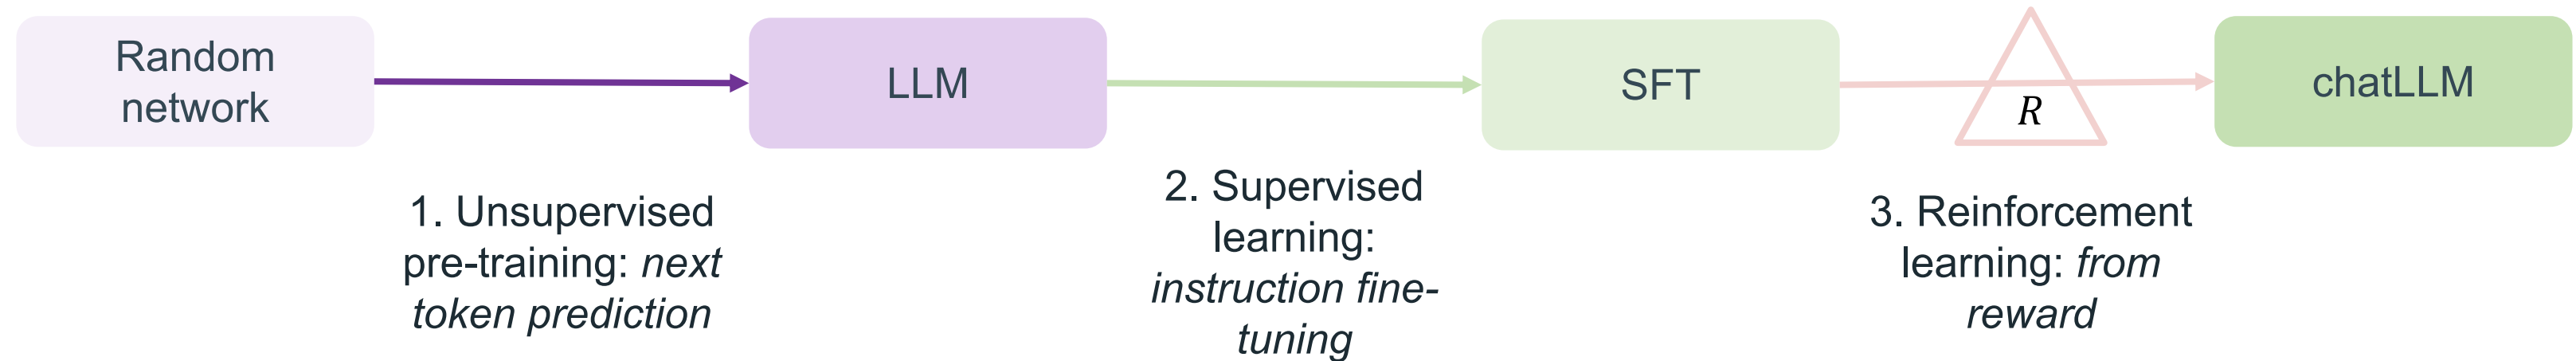 Random
network
LLM
SFT
R
chatLLM
1. Unsupervised
pre-training: next
token prediction
2. Supervised
learning:
instruction fine-
tuning
3. Reinforcement
learning: from
reward